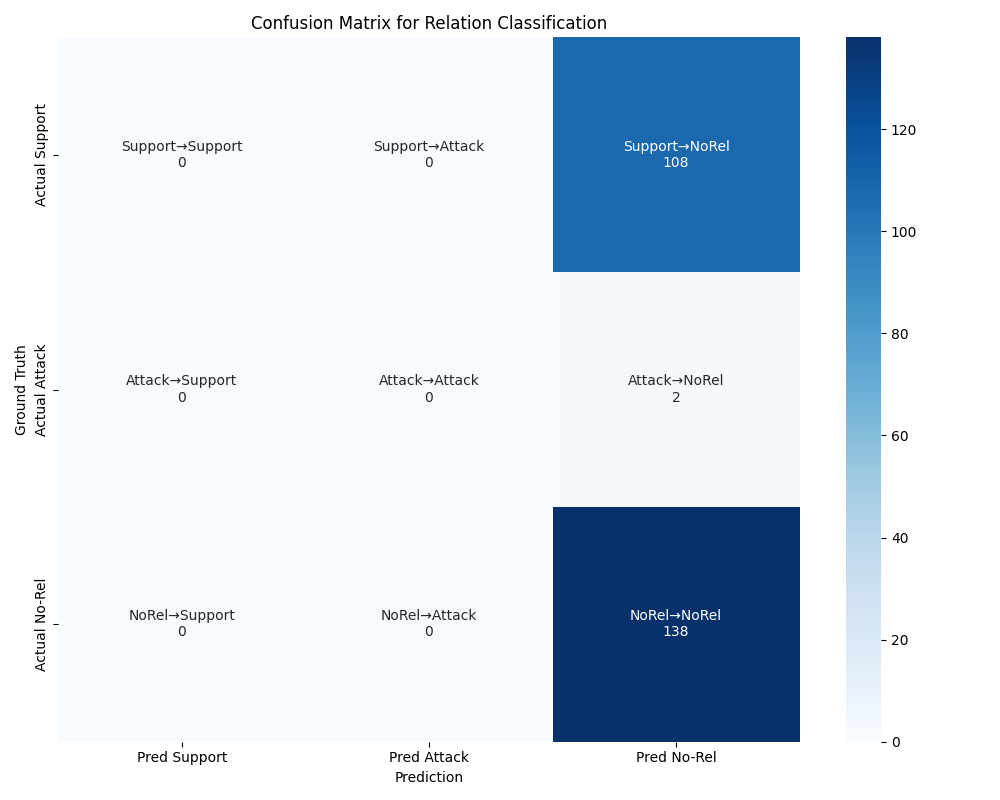 Confusion Matrix for Relation Classification
Ground Truth
Actual Support
Support→Support
0
Support→Attack
0
Support→NoRel
108
Actual Attack
Attack→Support
0
Attack→Attack
0
Attack→NoRel
2
Actual No-Rel
NoRel→Support
0
NoRel→Attack
0
NoRel→NoRel
138
Pred Support
Pred Attack
Pred No-Rel
Prediction
120
100
80
60
40
20
0